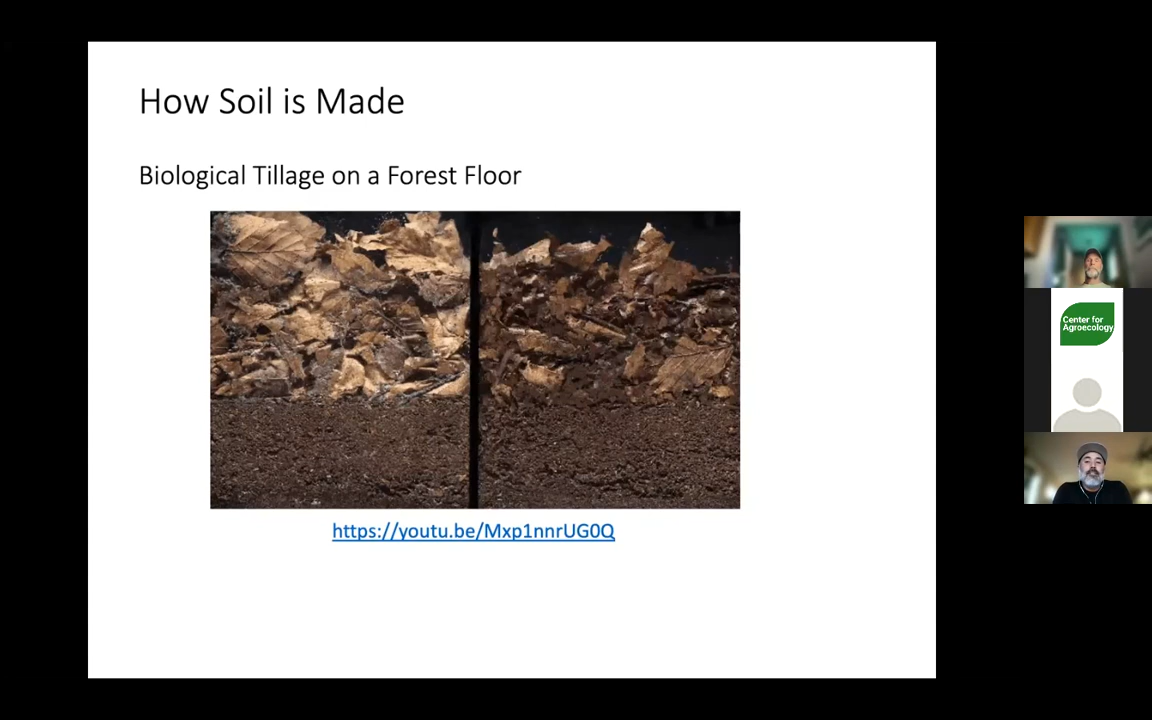 How Soil is Made
Biological Tillage on a Forest Floor
https://youtu.be/Mxp1nnrUG0Q
Center for
Agroecology